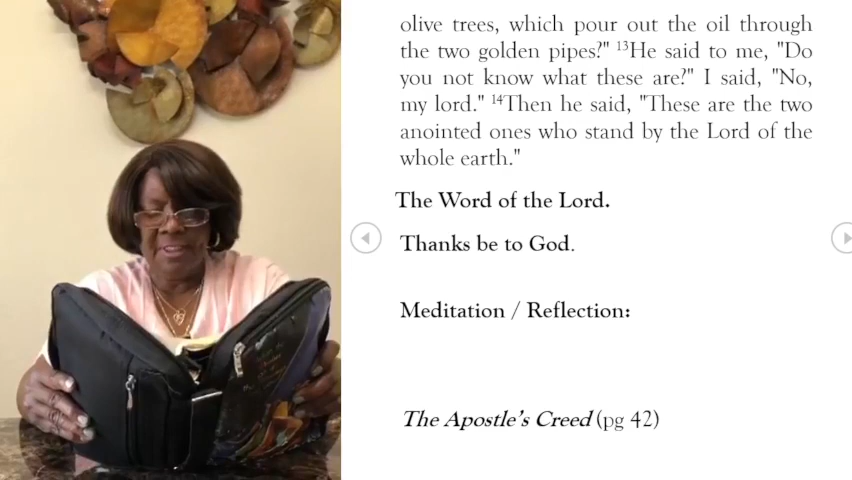 olive trees, which pour out the oil through
the two golden pipes?" ¹³He said to me, "Do
you not know what these are?" I said, "No,
my lord." ¹⁴Then he said, "These are the two
anointed ones who stand by the Lord of the
whole earth."
The Word of the Lord.
Thanks be to God.
Meditation / Reflection:
The Apostle's Creed (pg 42)